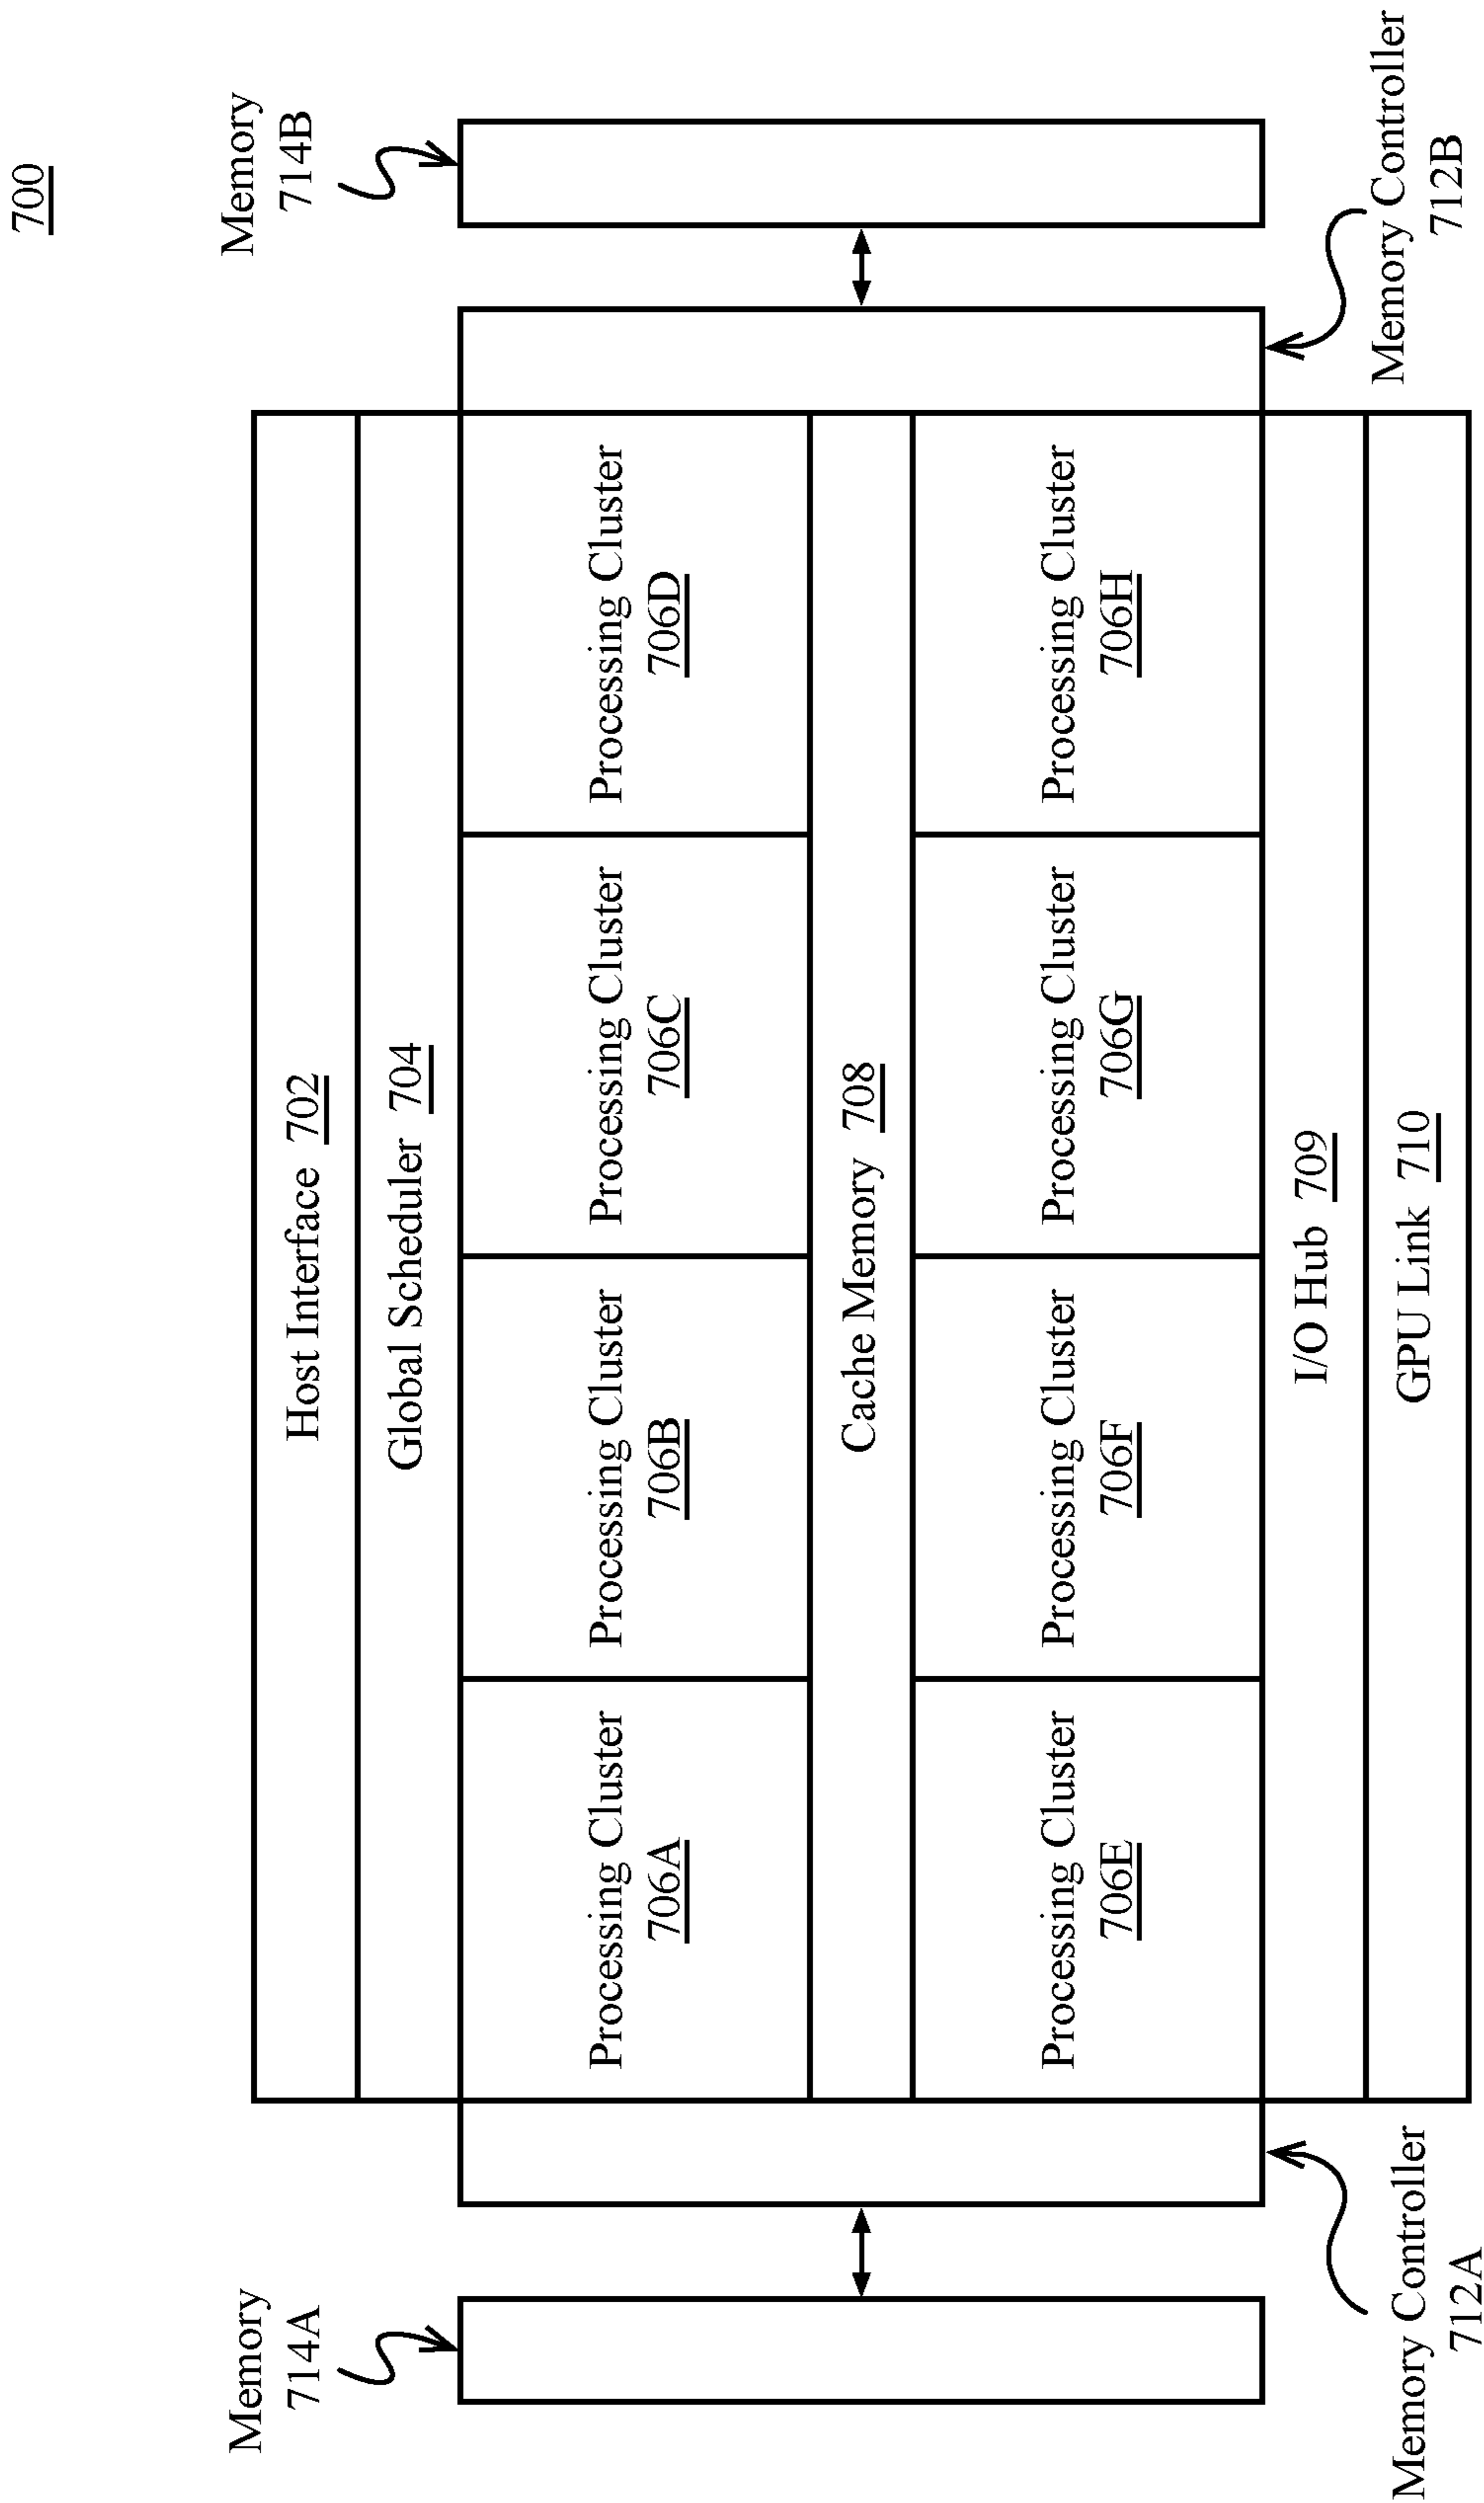 700
Memory
714B
Memory
714A
Host Interface 702
Global Scheduler 704
Processing Cluster
706A
Processing Cluster
706B
Processing Cluster
706C
Processing Cluster
706D
Cache Memory 708
Processing Cluster
706E
Processing Cluster
706F
Processing Cluster
706G
Processing Cluster
706H
I/O Hub 709
GPU Link 710
Memory Controller
712A
Memory Controller
712B